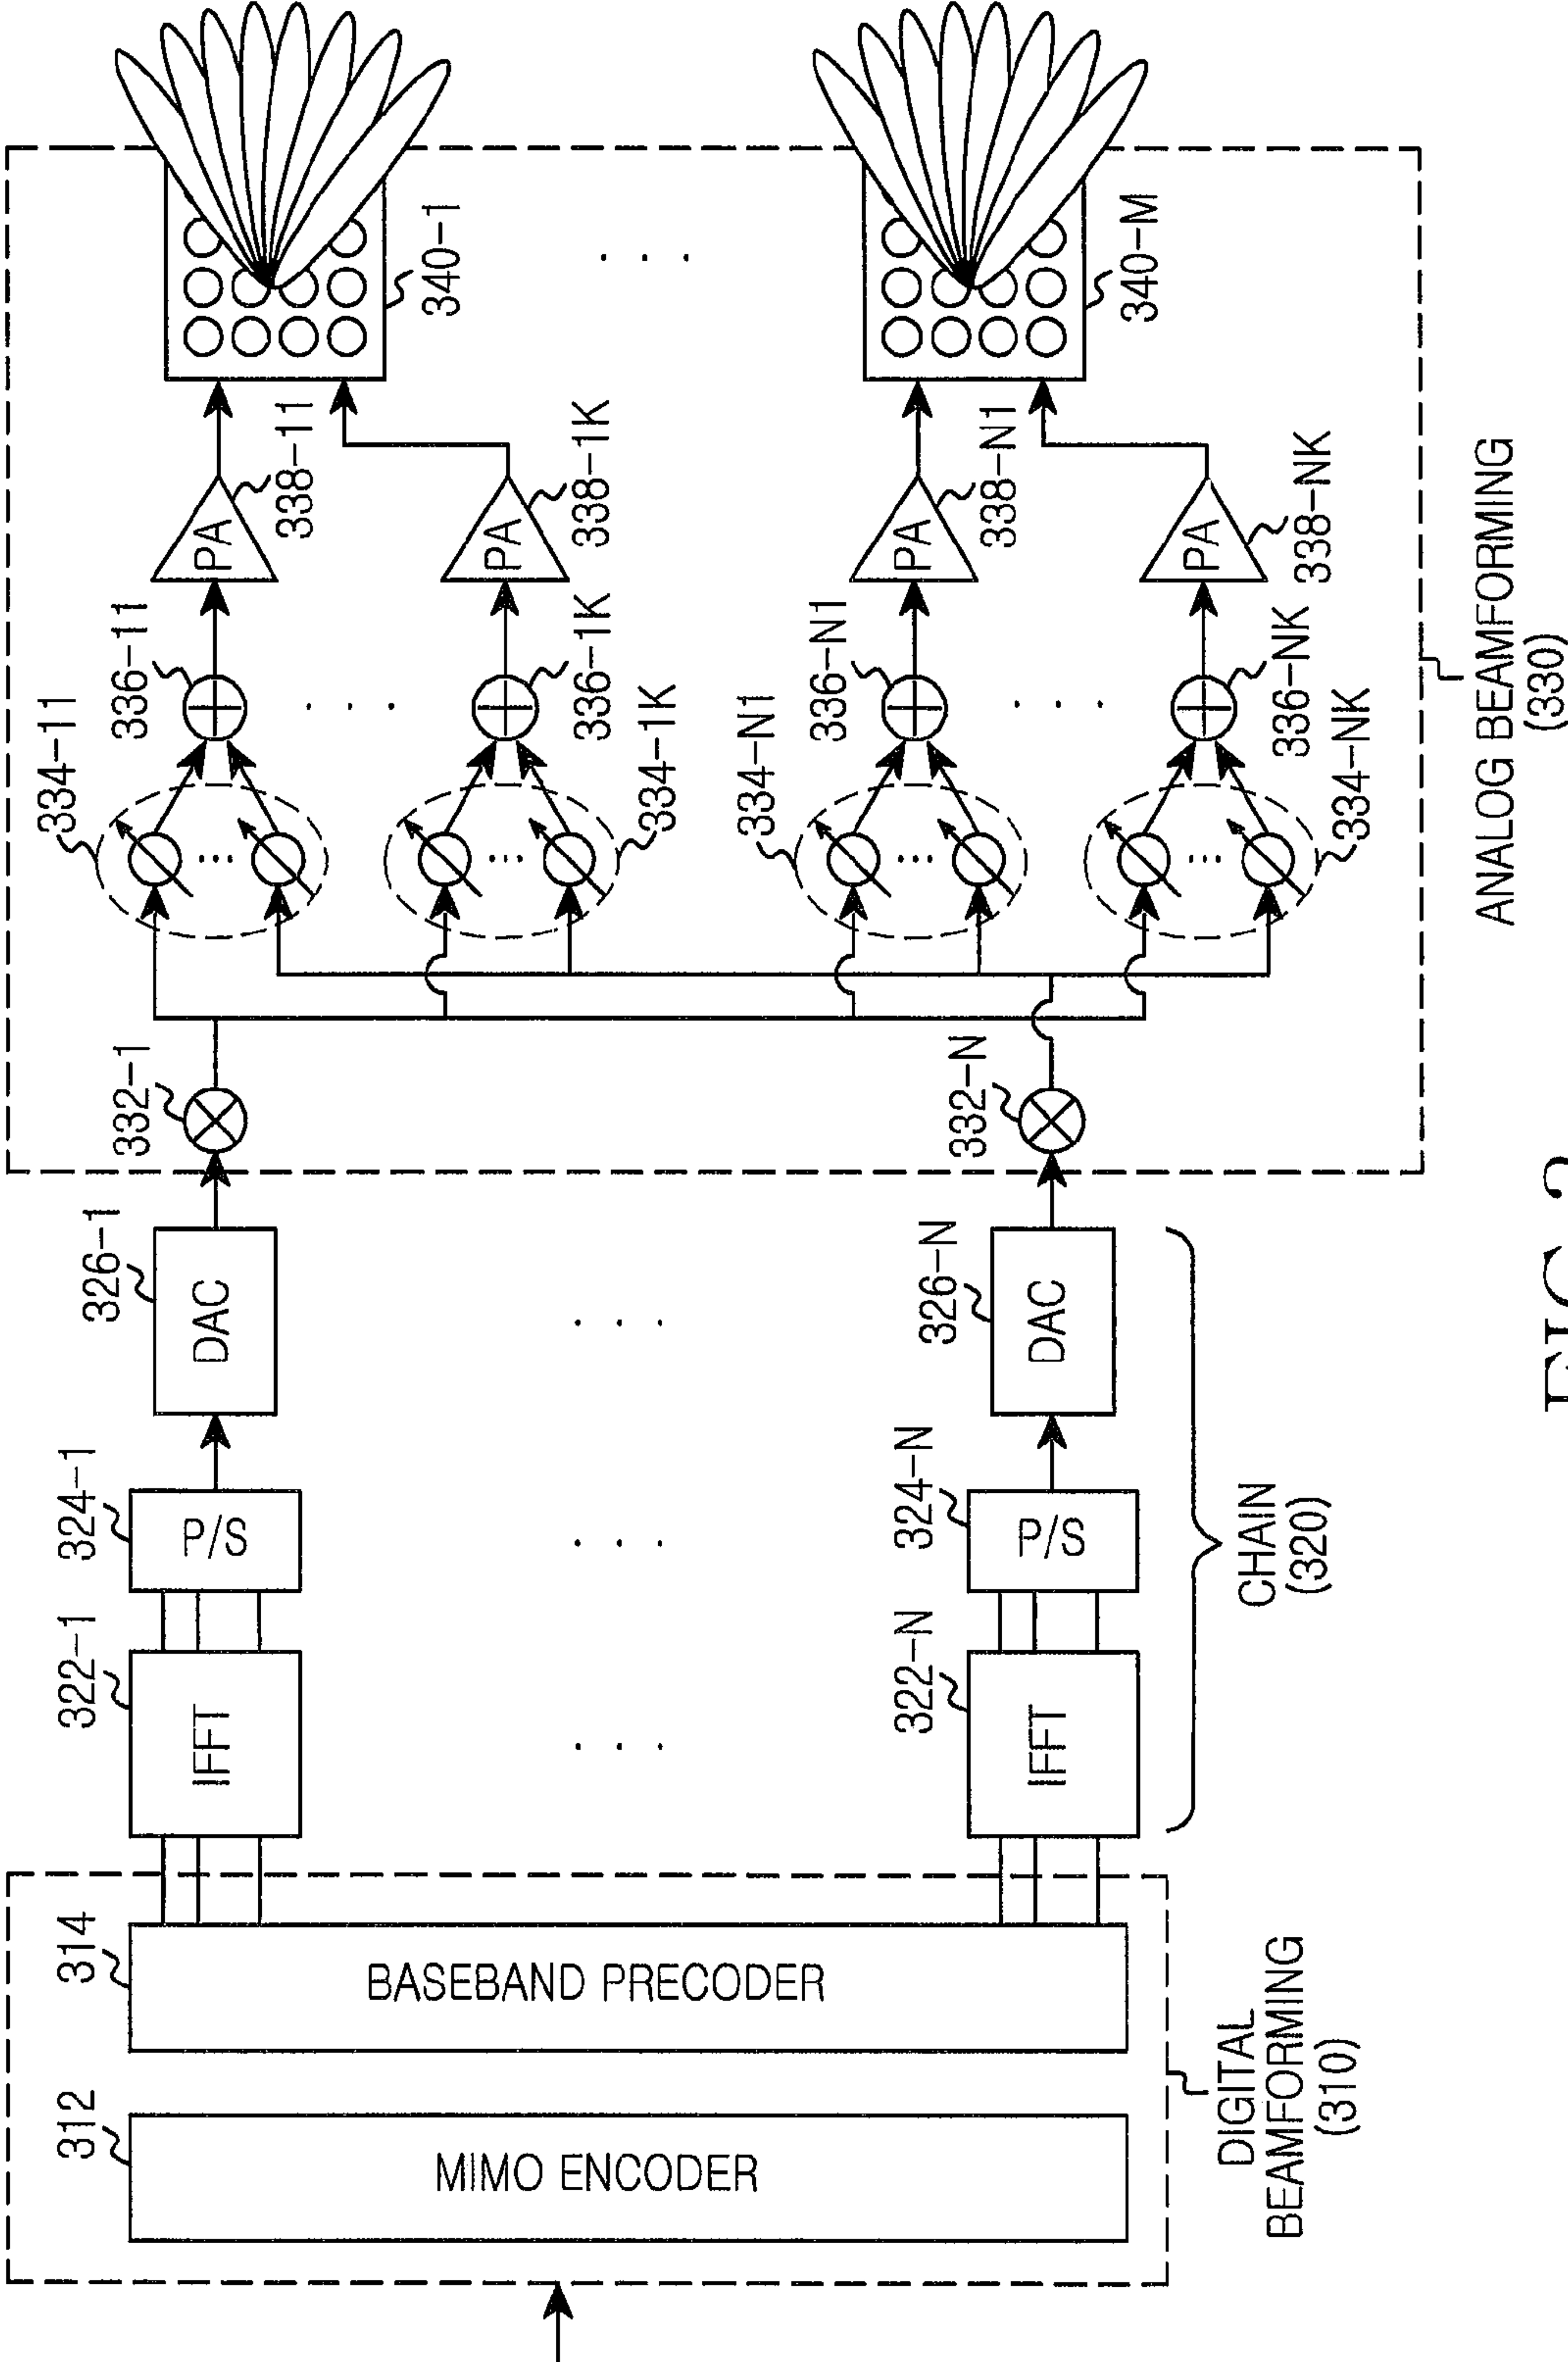 312
MIMO ENCODER
314
BASEBAND PRECODER
DIGITAL
BEAMFORMING
(310)
322-1
IFFT
324-1
P/S
326-1
DAC
322-N
IFFT
324-N
P/S
326-N
DAC
CHAIN
(320)
332-1
332-N
334-11
336-11
PA
338-11
334-1K
336-1K
PA
338-1K
340-1
334-N1
336-N1
PA
338-N1
334-NK
336-NK
PA
338-NK
340-M
ANALOG BEAMFORMING
(330)